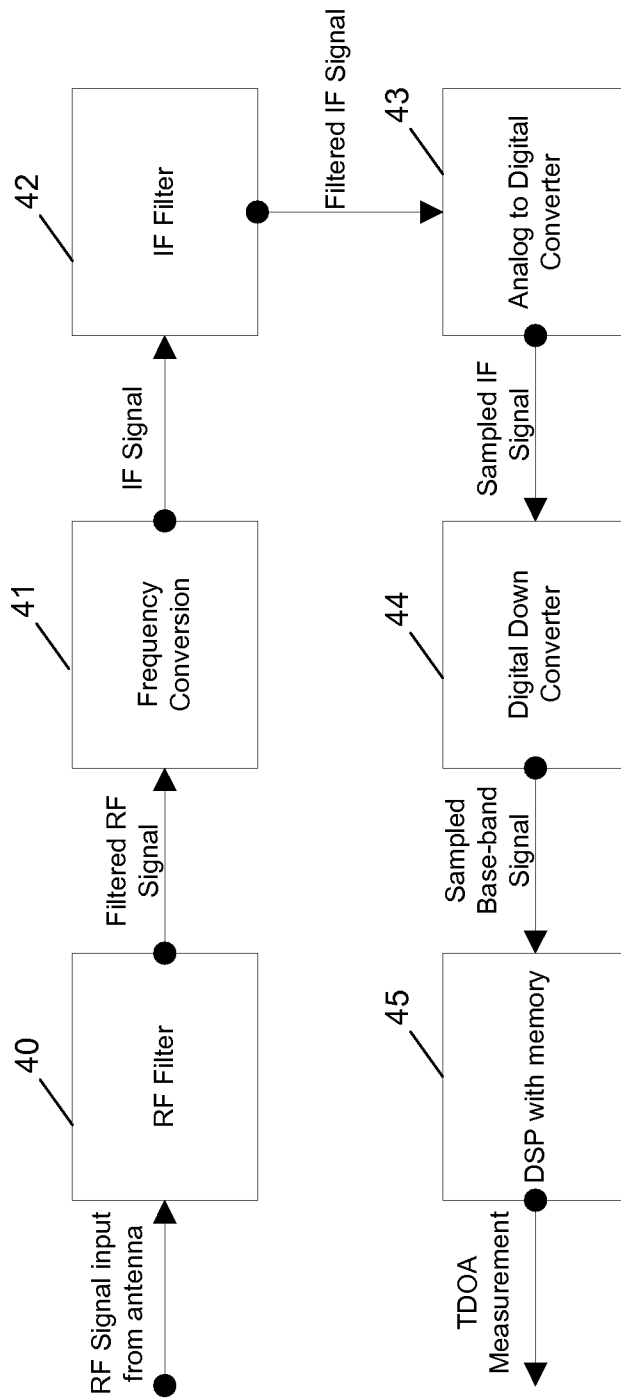 RF Signal input
from antenna
40
RF Filter
Filtered RF
Signal
41
Frequency
Conversion
IF Signal
42
IF Filter
Filtered IF Signal
43
Analog to Digital
Converter
Sampled IF
Signal
44
Digital Down
Converter
Sampled
Base-band
Signal
45
DSP with memory
TDOA
Measurement